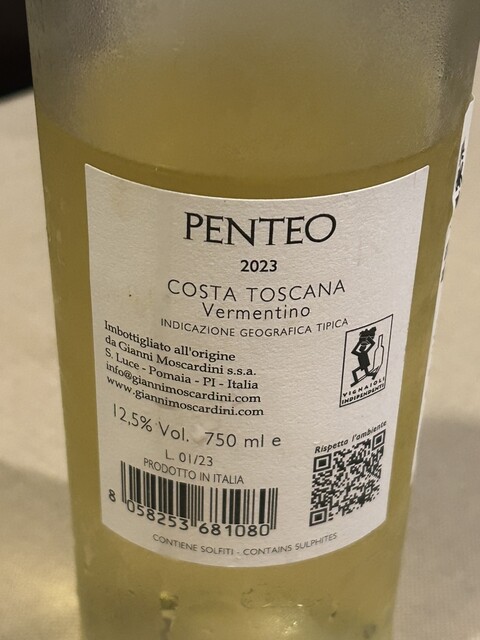 PENTEO
2023
COSTA TOSCANA
Vermentino
INDICAZIONE GEOGRAFICA TIPICA
Imbottigliato all'origine
da Gianni Moscardini s.s.a.
S. Luce - Pomaia - PI - Italia
info@giannimoscardini.com
www.giannimoscardini.com
VIGNAIOLI
INDIPENDENTI
12,5% Vol. 750 ml e
L. 01/23
PRODOTTO IN ITALIA
8 058253 681080
Rispetta l'ambiente
CONTIENE SOLFITI - CONTAINS SULPHITES